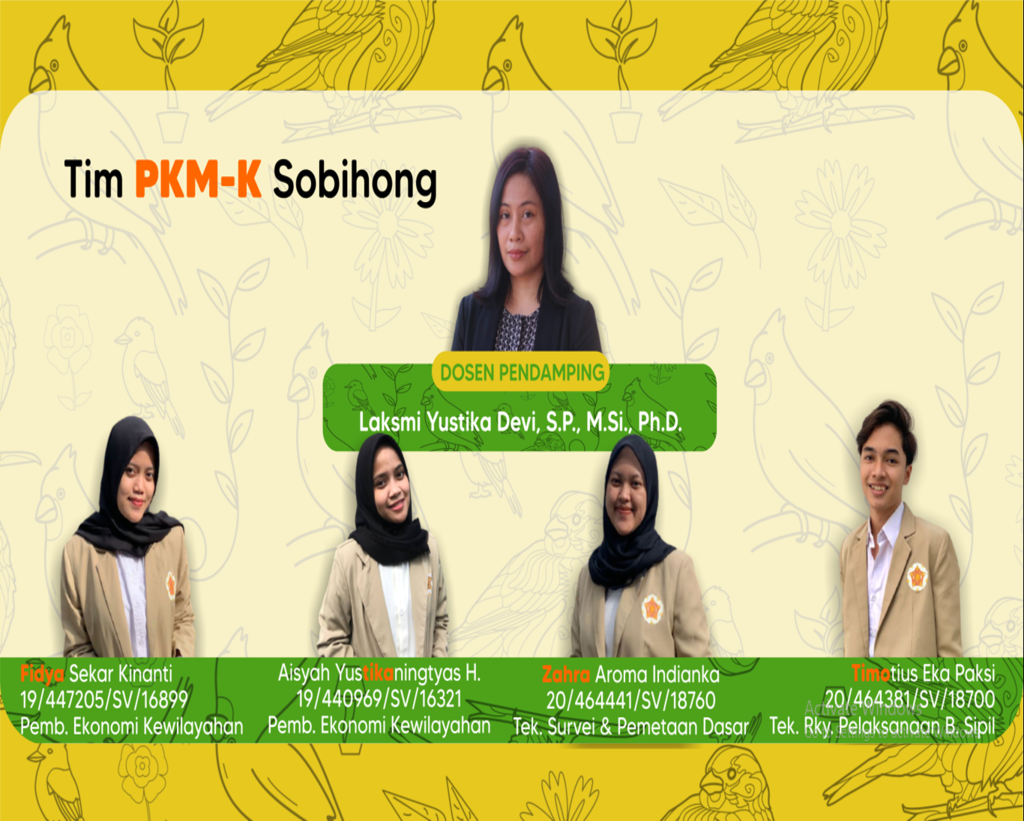 Tim PKM-K Sobihong
DOSEN PENDAMPING
Laksmi Yustika Devi, S.P., M.Si., Ph.D.
Fidya Sekar Kinanti
19/447205/SV/16899
Pemb. Ekonomi Kewilayahan
Aisyah Yustikaningtyas H.
19/440969/SV/16321
Pemb. Ekonomi Kewilayahan
Zahra Aroma Indianka
20/464441/SV/18760
Tek. Survei & Pemetaan Dasar
Timotius Eka Paksi
20/464381/SV/18700
Tek. Rky. Pelaksanaan B. Sipil
Activate Windows